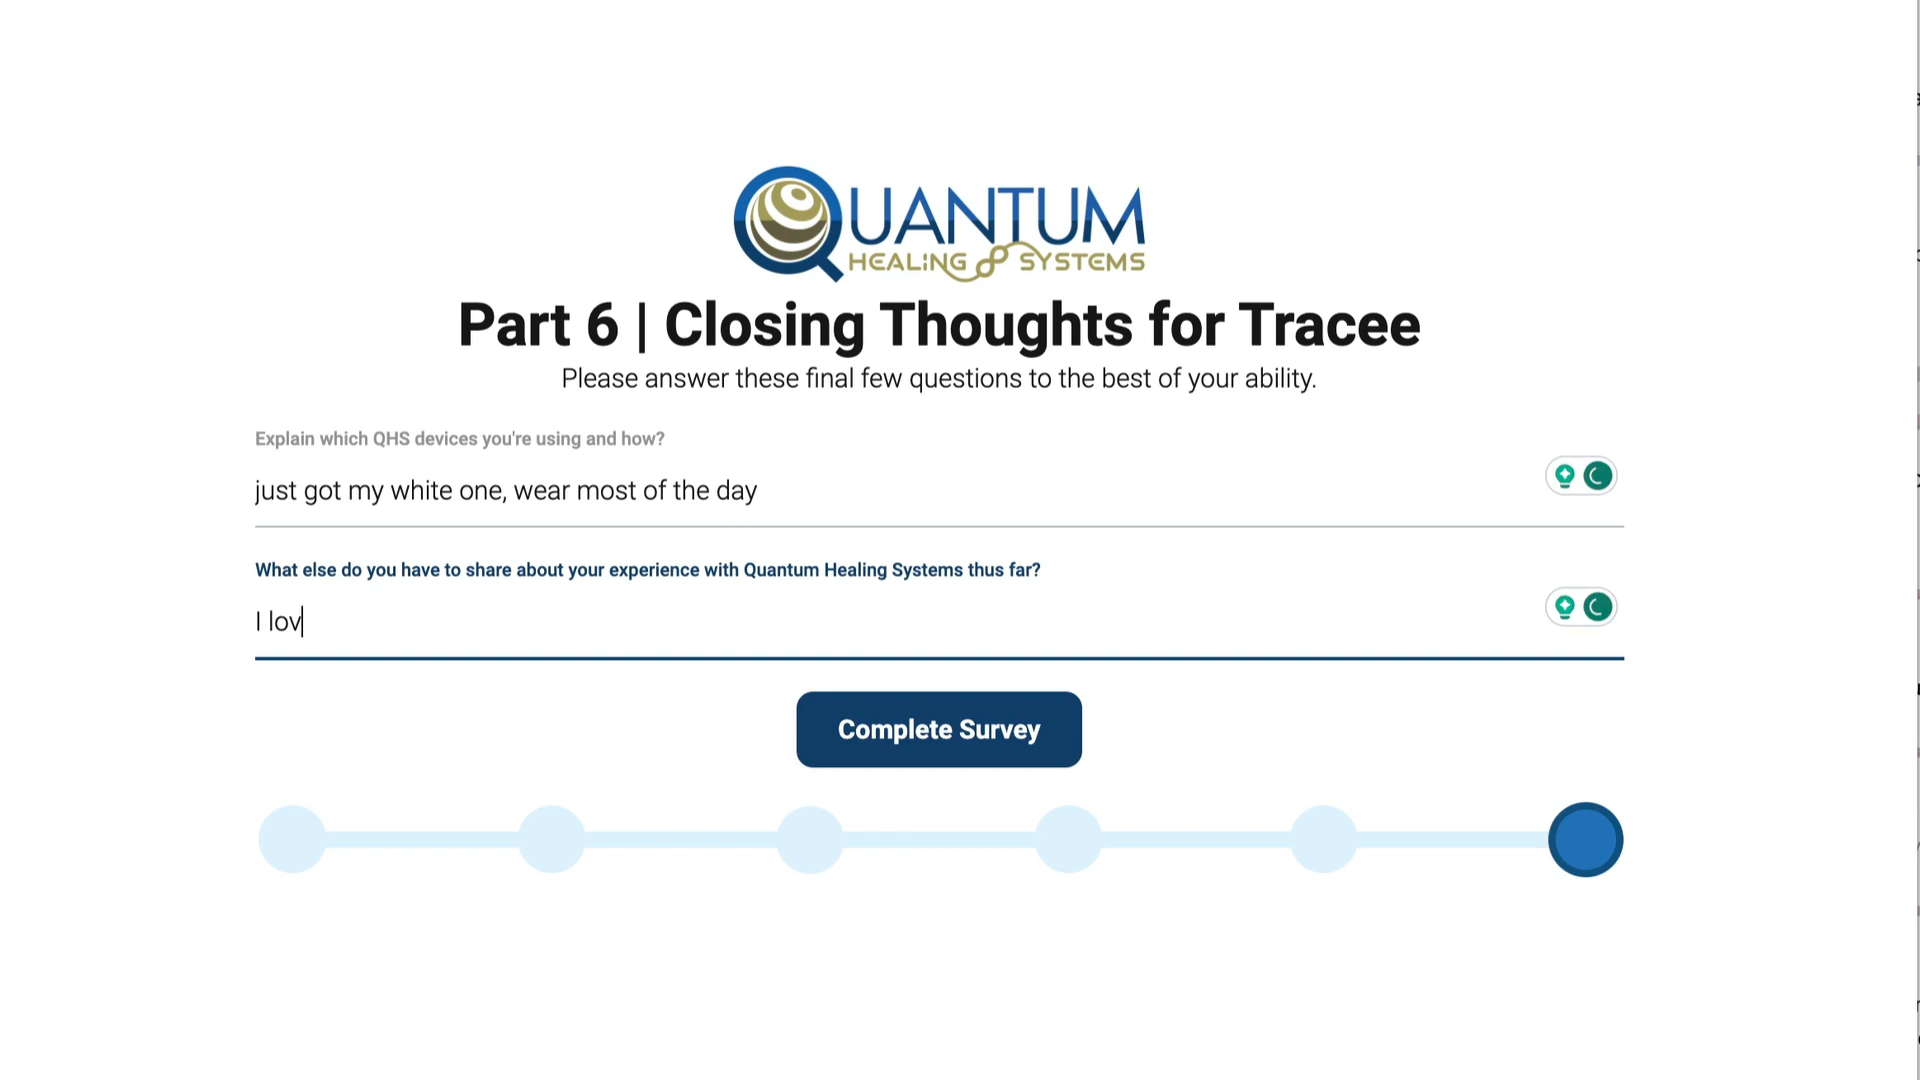 QUANTUM
HEALING SYSTEMS
Part 6 | Closing Thoughts for Tracee
Please answer these final few questions to the best of your ability.
Explain which QHS devices you're using and how?
just got my white one, wear most of the day
What else do you have to share about your experience with Quantum Healing Systems thus far?
I lov
Complete Survey